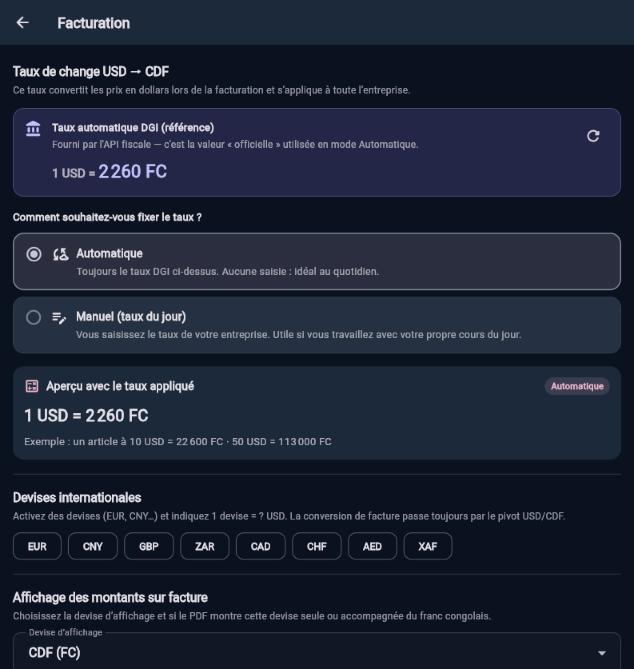 Facturation
Taux de change USD → CDF
Ce taux convertit les prix en dollars lors de la facturation et s'applique à toute l'entreprise.
Taux automatique DGI (référence)
Fourni par l'API fiscale — c'est la valeur « officielle » utilisée en mode Automatique.
1 USD = 2 260 FC
Comment souhaitez-vous fixer le taux ?
Automatique
Toujours le taux DGI ci-dessus. Aucune saisie : idéal au quotidien.
Manuel (taux du jour)
Vous saisissez le taux de votre entreprise. Utile si vous travaillez avec votre propre cours du jour.
Aperçu avec le taux appliqué
Automatique
1 USD = 2 260 FC
Exemple : un article à 10 USD = 22 600 FC · 50 USD = 113 000 FC
Devises internationales
Activez des devises (EUR, CNY…) et indiquez 1 devise = ? USD. La conversion de facture passe toujours par le pivot USD/CDF.
EUR CNY GBP ZAR CAD CHF AED XAF
Affichage des montants sur facture
Choisissez la devise d'affichage et si le PDF montre cette devise seule ou accompagnée du franc congolais.
Devise d'affichage
CDF (FC)